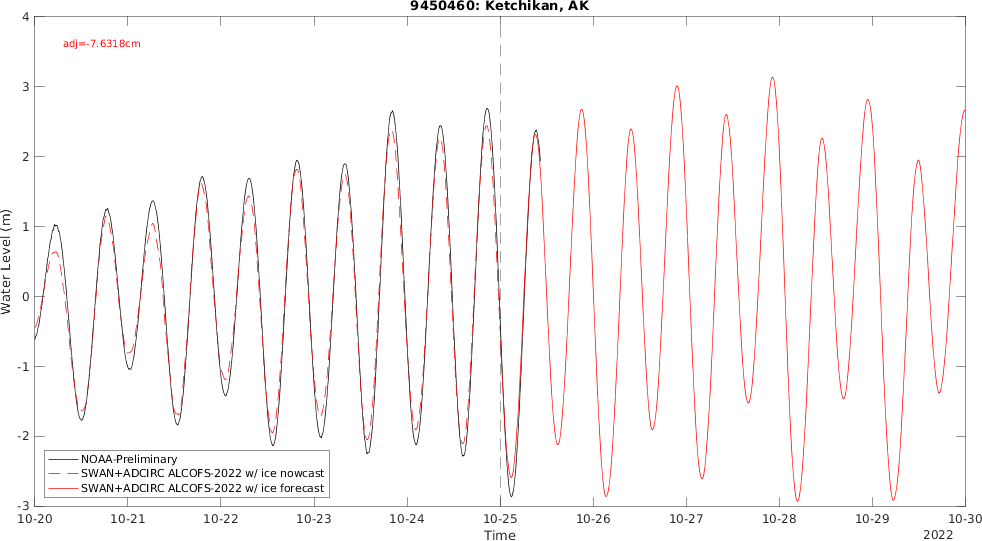 9450460: Ketchikan, AK
4
adj=-7.6318cm
3
2
1
0
-1
-2
-3
Water Level (m)
NOAA-Preliminary
SWAN+ADCIRC ALCOFS-2022 w/ ice nowcast
SWAN+ADCIRC ALCOFS-2022 w/ ice forecast
10-20 10-21 10-22 10-23 10-24 10-25 10-26 10-27 10-28 10-29 10-30
Time
2022